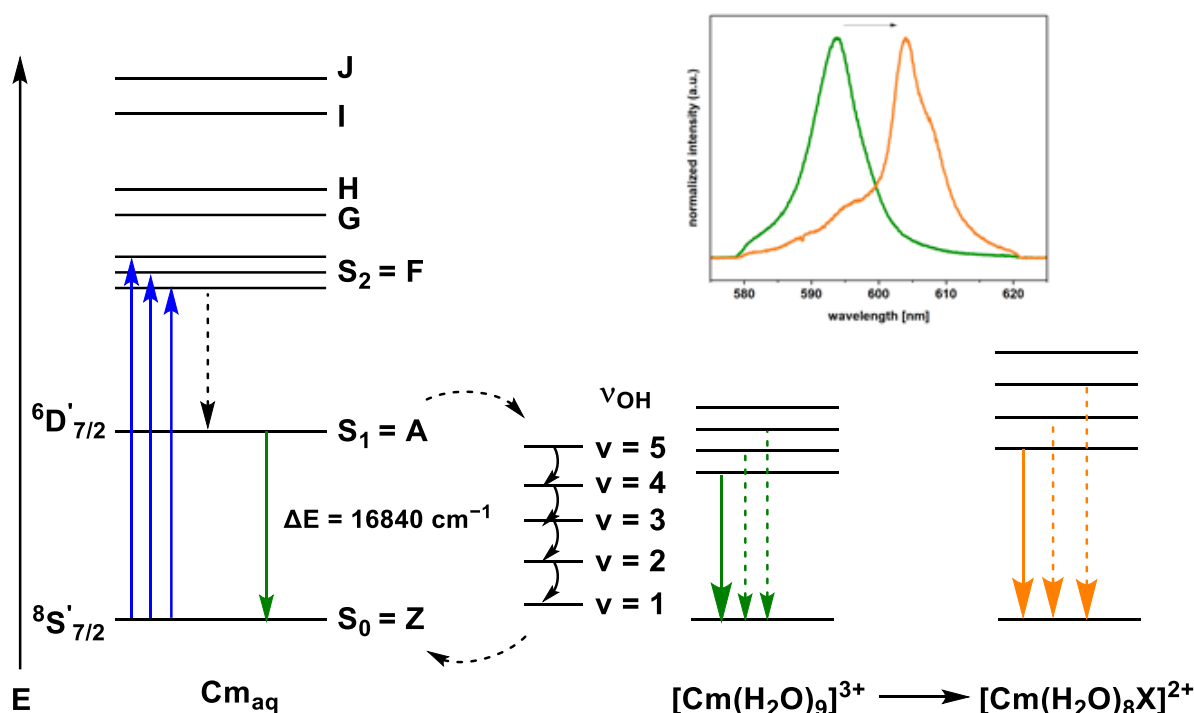 J
I
H
G
S₂ = F
⁶D'₇/₂
S₁ = A
ΔE = 16840 cm⁻¹
⁸S'₇/₂
S₀ = Z
E
Cmaq
normalized intensity (a.u.)
580 590 600 610 620
wavelength [nm]
νOH
v = 5
v = 4
v = 3
v = 2
v = 1
[Cm(H₂O)₉]³⁺
[Cm(H₂O)₈X]²⁺